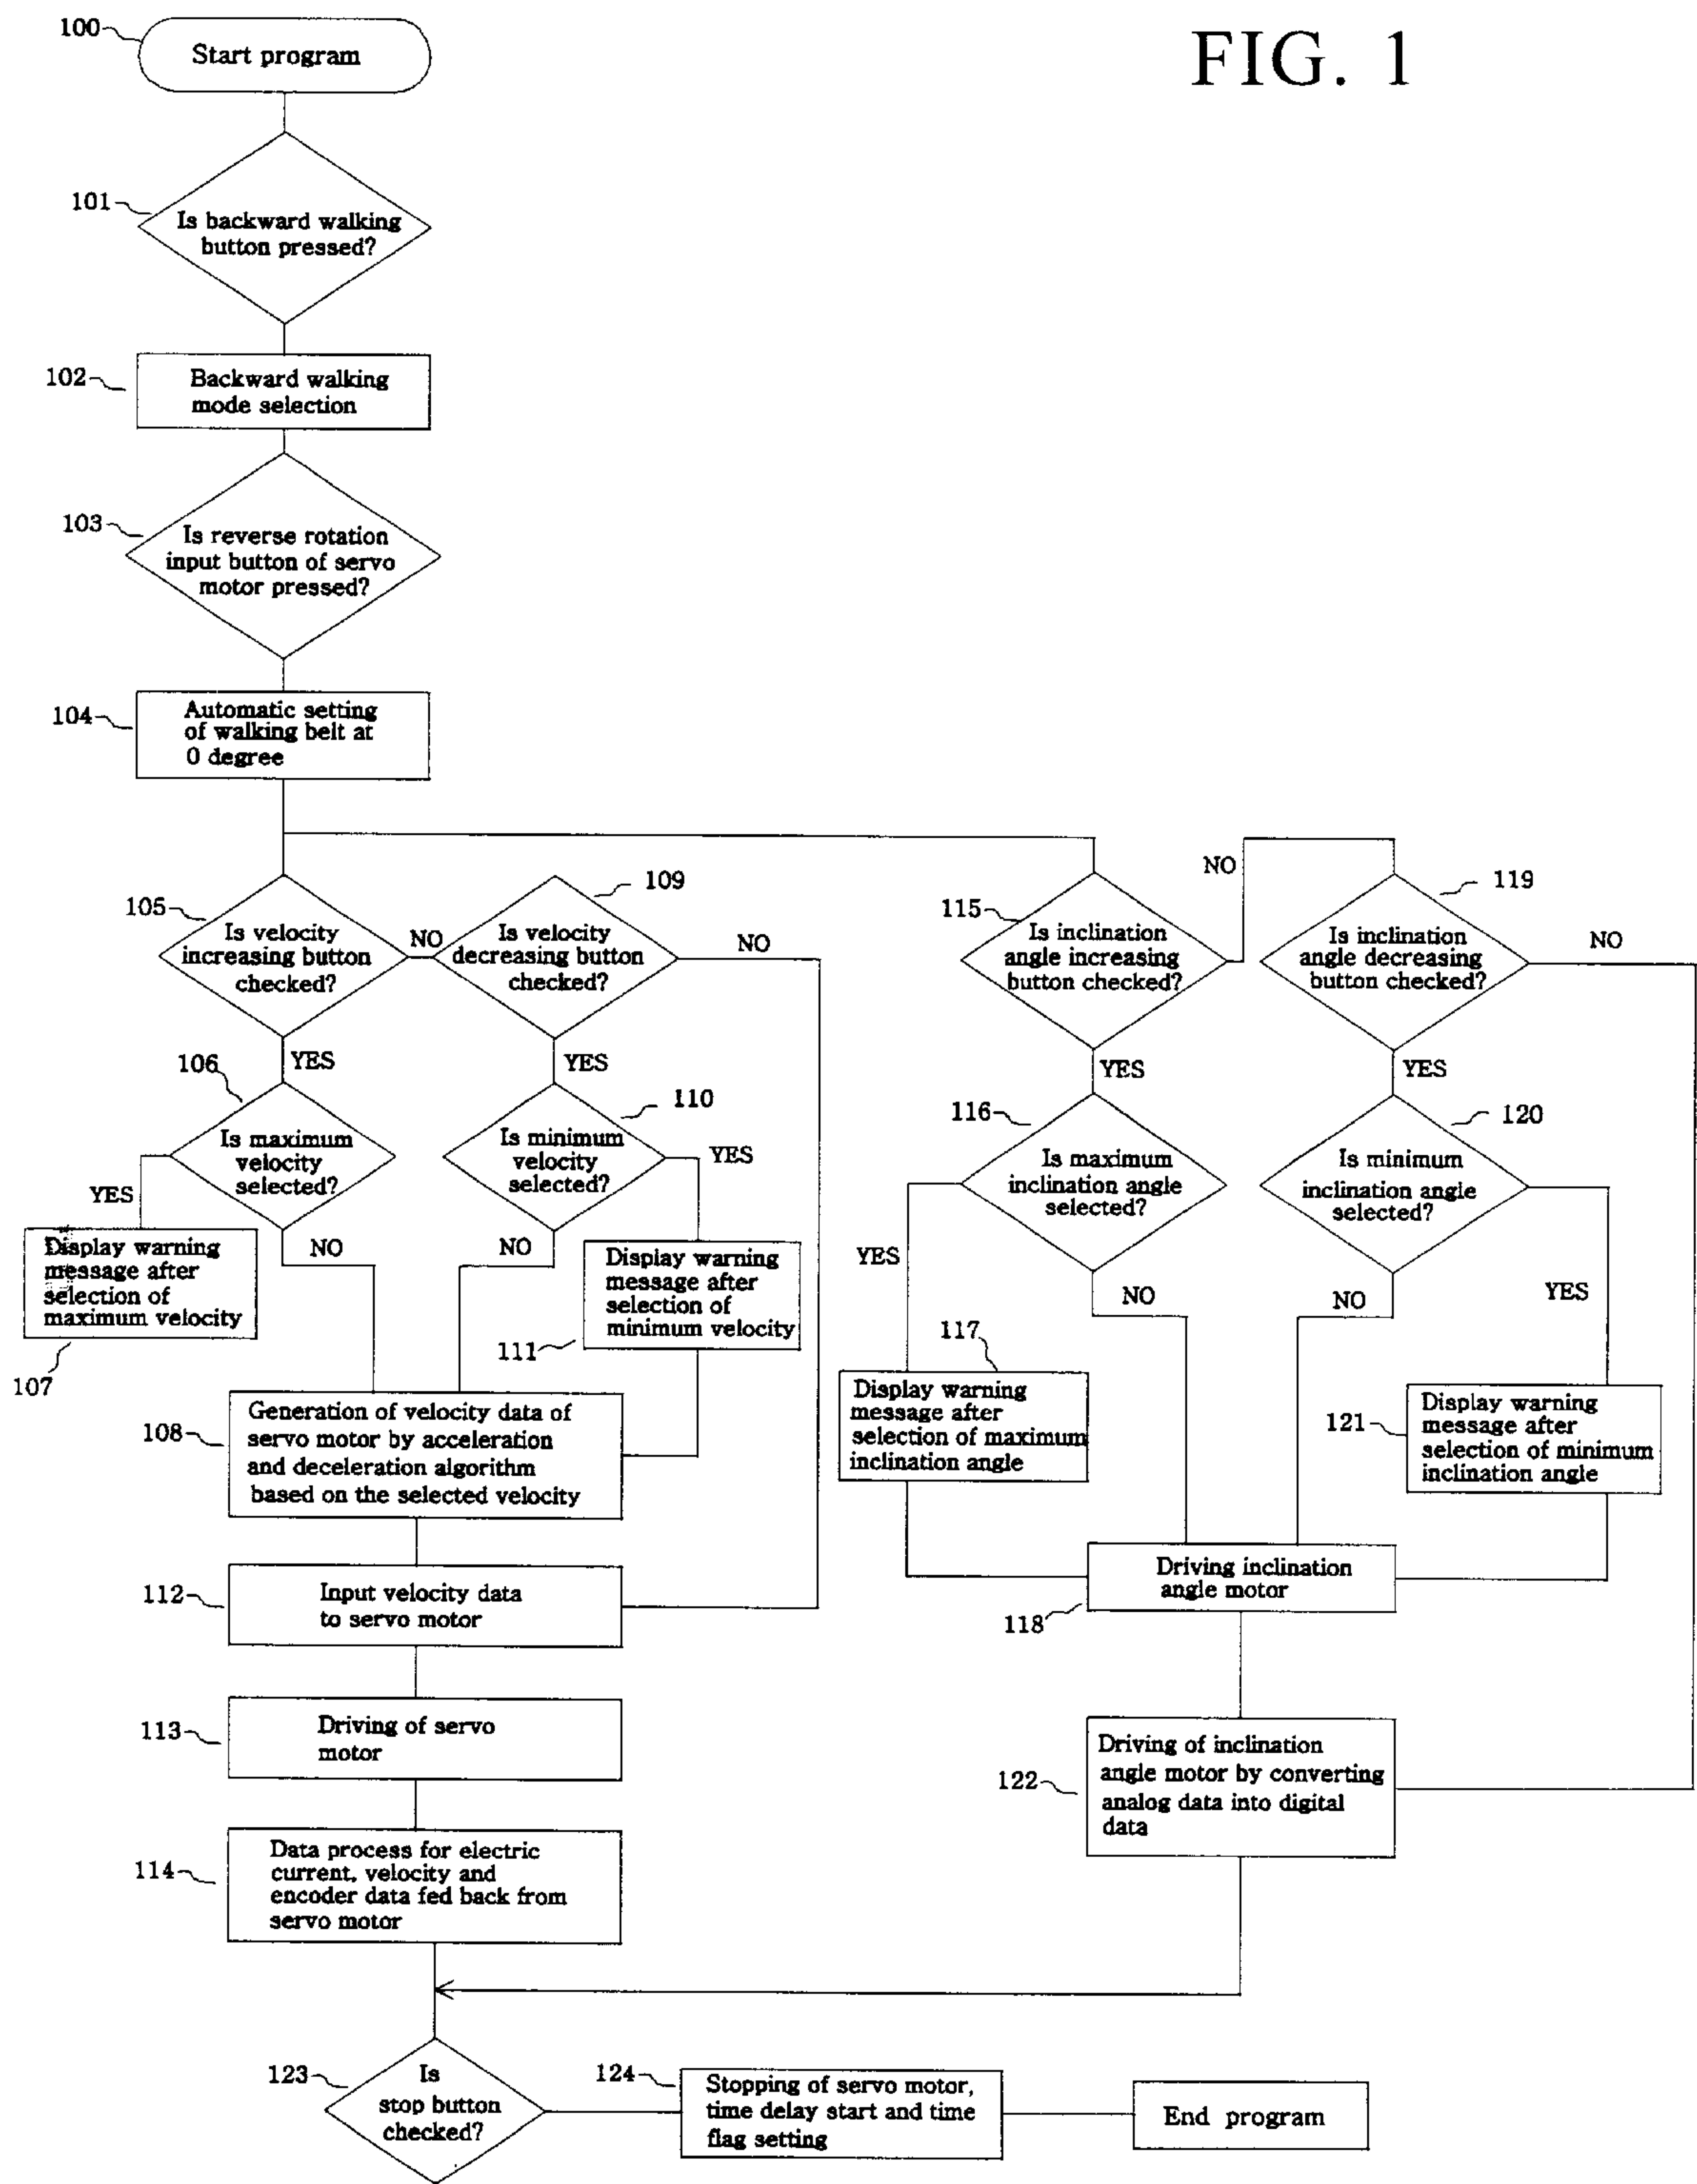 FIG. 1
100
Start program
101
Is backward walking
button pressed?
102
Backward walking
mode selection
103
Is reverse rotation
input button of servo
motor pressed?
104
Automatic setting
of walking belt at
0 degree
105
Is velocity
increasing button
checked?
NO
YES
109
Is velocity
decreasing button
checked?
NO
YES
106
Is maximum
velocity
selected?
YES
NO
110
Is minimum
velocity
selected?
YES
NO
Display warning
message after
selection of
maximum velocity
107
Display warning
message after
selection of
minimum velocity
111
108
Generation of velocity data of
servo motor by acceleration
and deceleration algorithm
based on the selected velocity
112
Input velocity data
to servo motor
113
Driving of servo
motor
114
Data process for electric
current, velocity and
encoder data fed back from
servo motor
115
Is inclination
angle increasing
button checked?
NO
YES
119
Is inclination
angle decreasing
button checked?
NO
YES
116
Is maximum
inclination angle
selected?
YES
NO
120
Is minimum
inclination angle
selected?
YES
NO
117
Display warning
message after
selection of maximum
inclination angle
121
Display warning
message after
selection of minimum
inclination angle
Driving inclination
angle motor
118
122
Driving of inclination
angle motor by converting
analog data into digital
data
123
Is
stop button
checked?
124
Stopping of servo motor,
time delay start and time
flag setting
End program